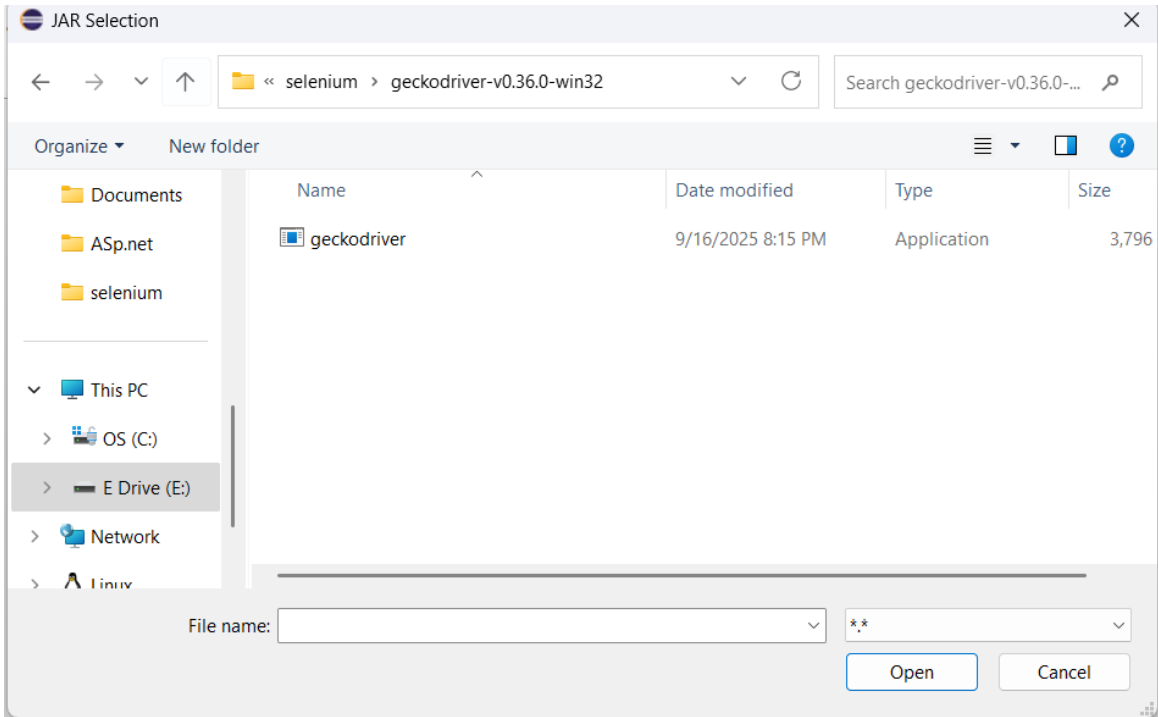 JAR Selection
« selenium > geckodriver-v0.36.0-win32
Search geckodriver-v0.36.0-...
Organize
New folder
Name
Date modified
Type
Size
Documents
ASp.net
selenium
geckodriver
9/16/2025 8:15 PM
Application
3,796
This PC
OS (C:)
E Drive (E:)
Network
Linux
File name:
*.*
Open
Cancel